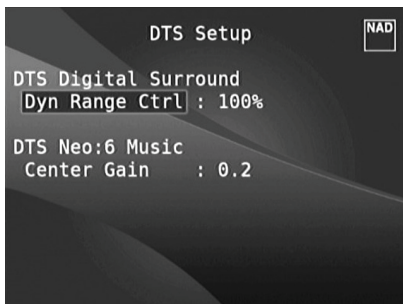 DTS Setup
NAD
DTS Digital Surround
Dyn Range Ctrl : 100%
DTS Neo:6 Music
Center Gain : 0.2